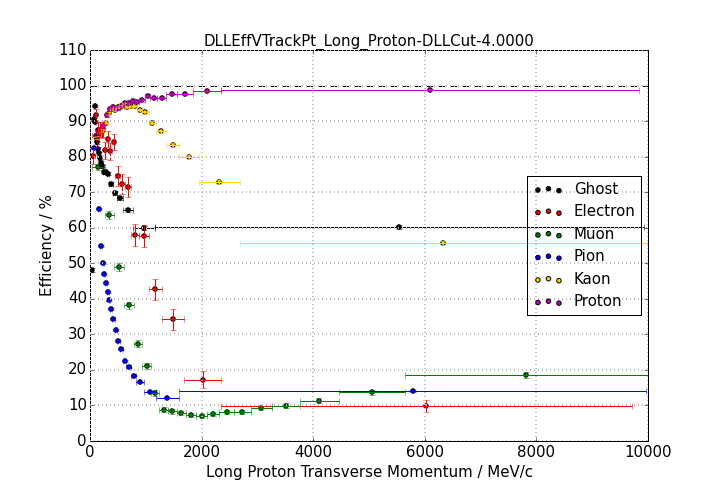 DLLEffVTrackPt_Long_Proton-DLLCut-4.0000
110
100
90
80
70
60
50
40
30
20
10
0
Efficiency / %
Ghost
Electron
Muon
Pion
Kaon
Proton
0 2000 4000 6000 8000 10000
Long Proton Transverse Momentum / MeV/c